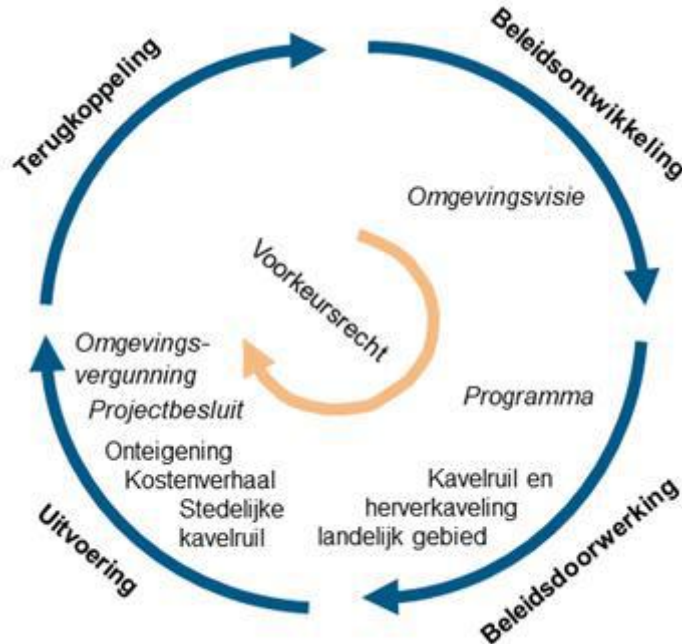 Terugkoppeling
Beleidsontwikkeling
Omgevingsvisie
Voorkeursrecht
Omgevings-
vergunning
Projectbesluit
Onteigening
Kostenverhaal
Stedelijke
kavelruil
Programma
Kavelruil en
herverkaveling
landelijk gebied
Uitvoering
Beleidsdoorwerking